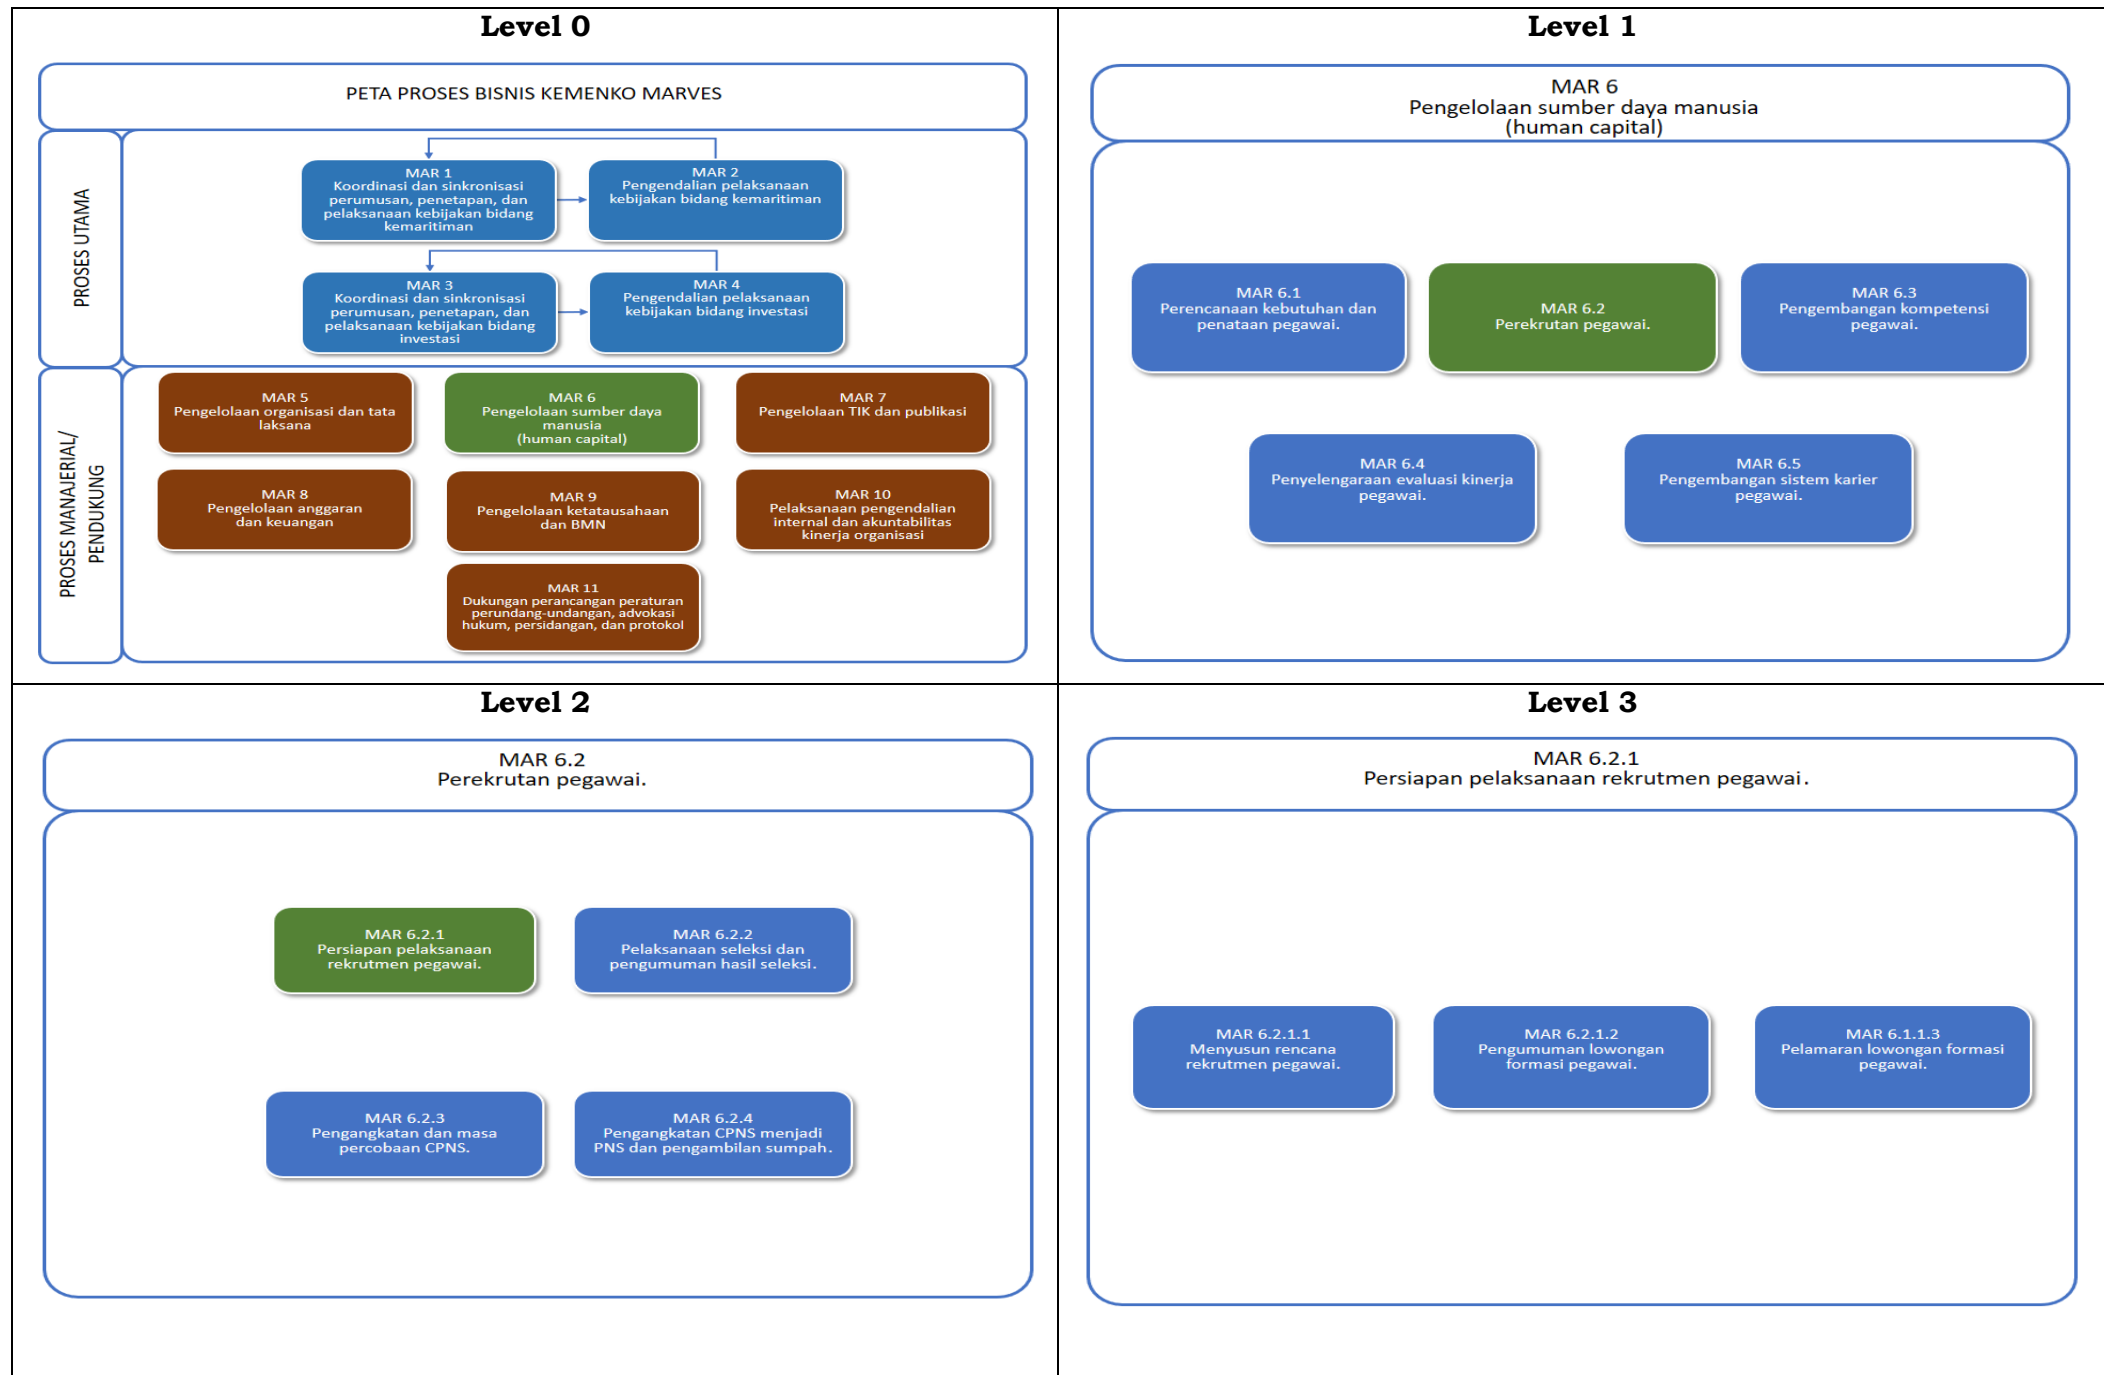 Level 0
PETA PROSES BISNIS KEMENKO MARVES
PROSES UTAMA
MAR 1
Koordinasi dan sinkronisasi
perumusan, penetapan, dan
pelaksanaan kebijakan bidang
kemaritiman
MAR 2
Pengendalian pelaksanaan
kebijakan bidang kemaritiman
MAR 3
Koordinasi dan sinkronisasi
perumusan, penetapan, dan
pelaksanaan kebijakan bidang
investasi
MAR 4
Pengendalian pelaksanaan
kebijakan bidang investasi
PROSES MANAJERIAL/
PENDUKUNG
MAR 5
Pengelolaan organisasi dan tata
laksana
MAR 6
Pengelolaan sumber daya
manusia
(human capital)
MAR 7
Pengelolaan TIK dan publikasi
MAR 8
Pengelolaan anggaran
dan keuangan
MAR 9
Pengelolaan ketatausahaan
dan BMN
MAR 10
Pelaksanaan pengendalian
internal dan akuntabilitas
kinerja organisasi
MAR 11
Dukungan perancangan peraturan
perundang-undangan, advokasi
hukum, persidangan, dan protokol
Level 1
MAR 6
Pengelolaan sumber daya manusia
(human capital)
MAR 6.1
Perencanaan kebutuhan dan
penataan pegawai.
MAR 6.2
Perekrutan pegawai.
MAR 6.3
Pengembangan kompetensi
pegawai.
MAR 6.4
Penyelengaraan evaluasi kinerja
pegawai.
MAR 6.5
Pengembangan sistem karier
pegawai.
Level 2
MAR 6.2
Perekrutan pegawai.
MAR 6.2.1
Persiapan pelaksanaan
rekrutmen pegawai.
MAR 6.2.2
Pelaksanaan seleksi dan
pengumuman hasil seleksi.
MAR 6.2.3
Pengangkatan dan masa
percobaan CPNS.
MAR 6.2.4
Pengangkatan CPNS menjadi
PNS dan pengambilan sumpah.
Level 3
MAR 6.2.1
Persiapan pelaksanaan rekrutmen pegawai.
MAR 6.2.1.1
Menyusun rencana
rekrutmen pegawai.
MAR 6.2.1.2
Pengumuman lowongan
formasi pegawai.
MAR 6.1.1.3
Pelamaran lowongan formasi
pegawai.